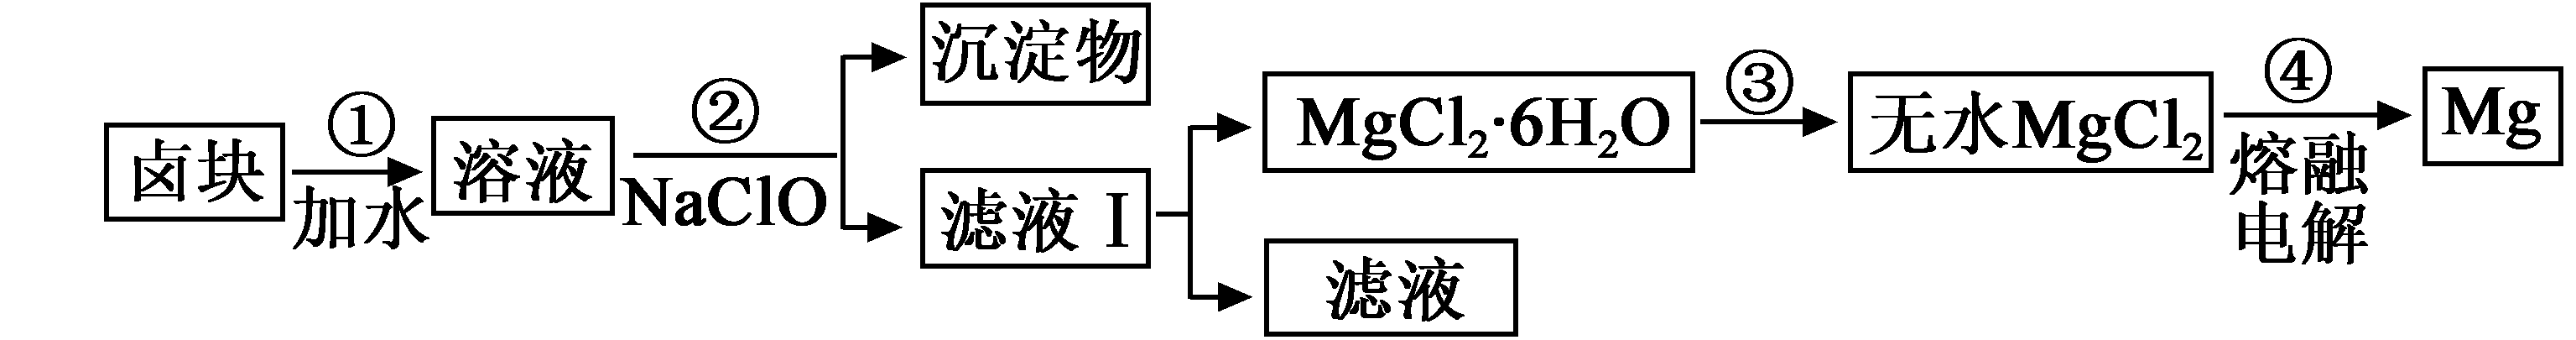 卤块
①
加水
溶液
②
NaClO
沉淀物
滤液Ⅰ
MgCl₂·6H₂O
滤液
③
无水MgCl₂
④
熔融
电解
Mg